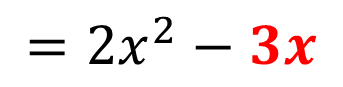 = 2x² − 3x